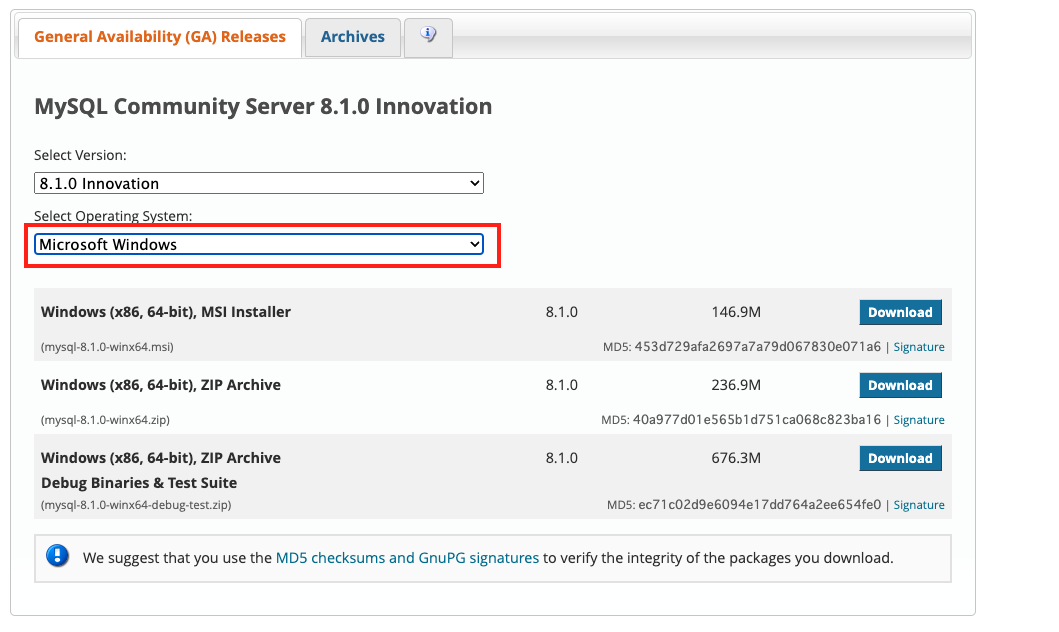 General Availability (GA) Releases Archives
MySQL Community Server 8.1.0 Innovation
Select Version:
8.1.0 Innovation
Select Operating System:
Microsoft Windows
Windows (x86, 64-bit), MSI Installer 8.1.0 146.9M Download
(mysql-8.1.0-winx64.msi) MD5: 453d729afa2697a7a79d067830e071a6 | Signature
Windows (x86, 64-bit), ZIP Archive 8.1.0 236.9M Download
(mysql-8.1.0-winx64.zip) MD5: 40a977d01e565b1d751ca068c823ba16 | Signature
Windows (x86, 64-bit), ZIP Archive 8.1.0 676.3M Download
Debug Binaries & Test Suite
(mysql-8.1.0-winx64-debug-test.zip) MD5: ec71c02d9e6094e17dd764a2ee654fe0 | Signature
We suggest that you use the MD5 checksums and GnuPG signatures to verify the integrity of the packages you download.